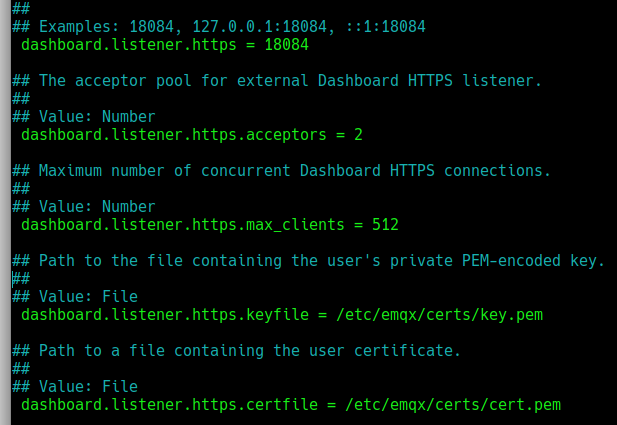 ##
## Examples: 18084, 127.0.0.1:18084, ::1:18084
dashboard.listener.https = 18084
## The acceptor pool for external Dashboard HTTPS listener.
##
## Value: Number
dashboard.listener.https.acceptors = 2
## Maximum number of concurrent Dashboard HTTPS connections.
##
## Value: Number
dashboard.listener.https.max_clients = 512
## Path to the file containing the user's private PEM-encoded key.
##
## Value: File
dashboard.listener.https.keyfile = /etc/emqx/certs/key.pem
## Path to a file containing the user certificate.
##
## Value: File
dashboard.listener.https.certfile = /etc/emqx/certs/cert.pem